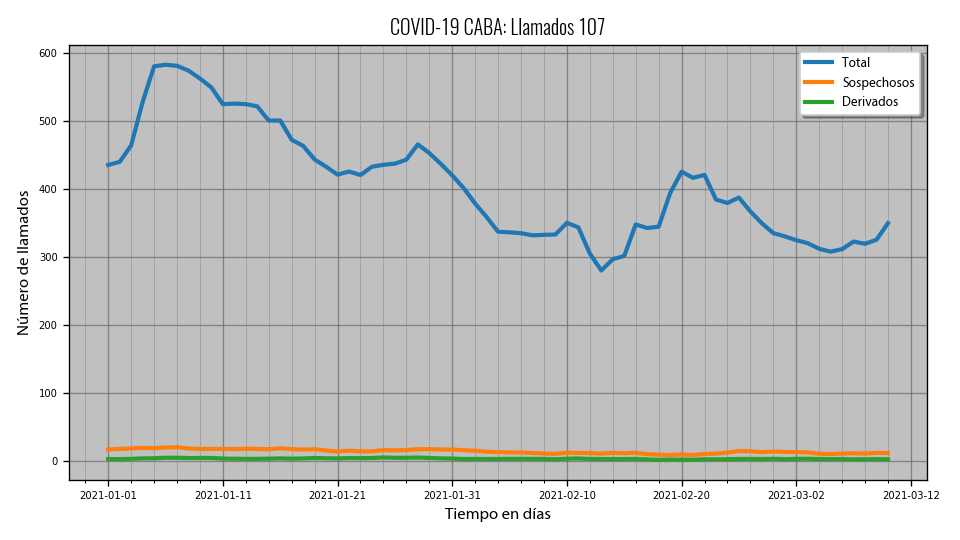 COVID-19 CABA: Llamados 107
Total
Sospechosos
Derivados
Número de llamados
600
500
400
300
200
100
0
2021-01-01
2021-01-11
2021-01-21
2021-01-31
2021-02-10
2021-02-20
2021-03-02
2021-03-12
Tiempo en días